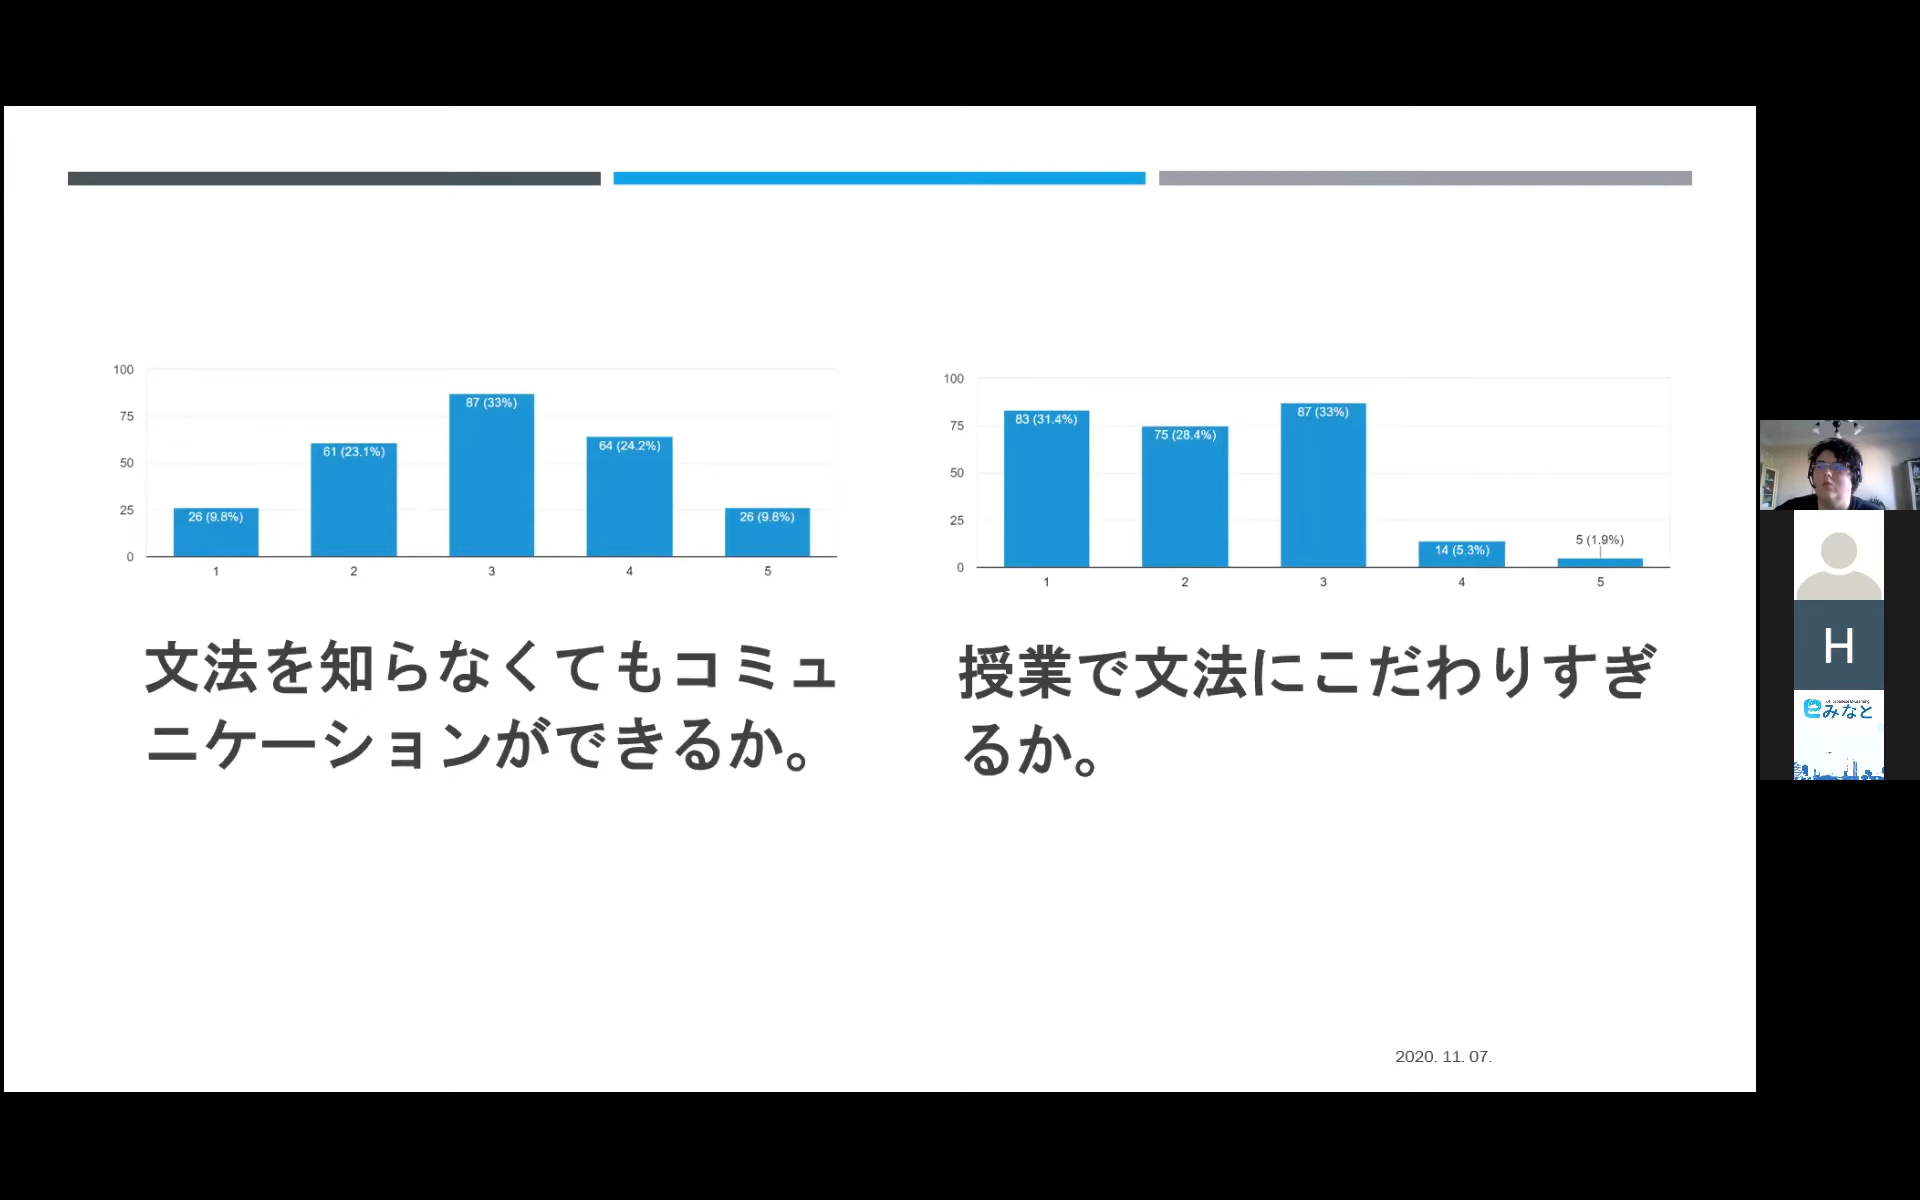 100
75
50
25
0
26 (9.8%)
61 (23.1%)
87 (33%)
64 (24.2%)
26 (9.8%)
1 2 3 4 5
文法を知らなくてもコミュ
ニケーションができるか。
100
75
50
25
0
83 (31.4%)
75 (28.4%)
87 (33%)
14 (5.3%)
5 (1.9%)
1 2 3 4 5
授業で文法にこだわりすぎ
るか。
2020. 11. 07.
H
eみなと